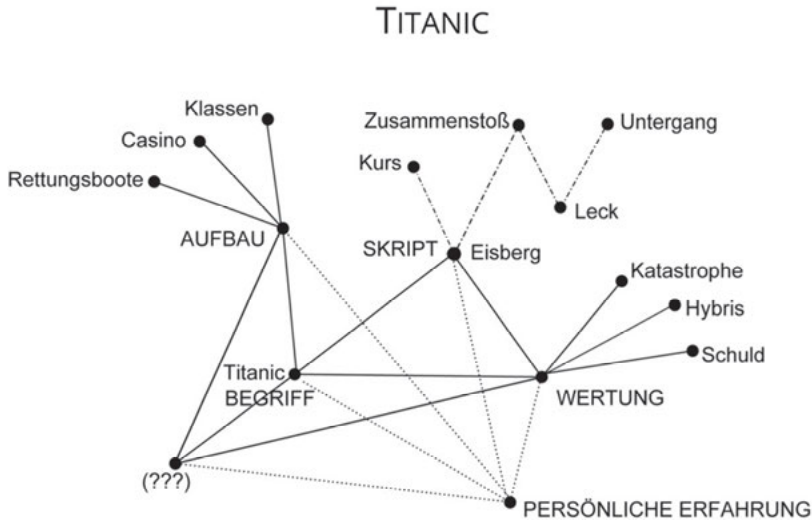 TITANIC
Klassen
Zusammenstoß
Untergang
Casino
Kurs
Rettungsboote
Leck
AUFBAU
SKRIPT
Eisberg
Katastrophe
Hybris
Schuld
Titanic
BEGRIFF
WERTUNG
(???)
PERSÖNLICHE ERFAHRUNG